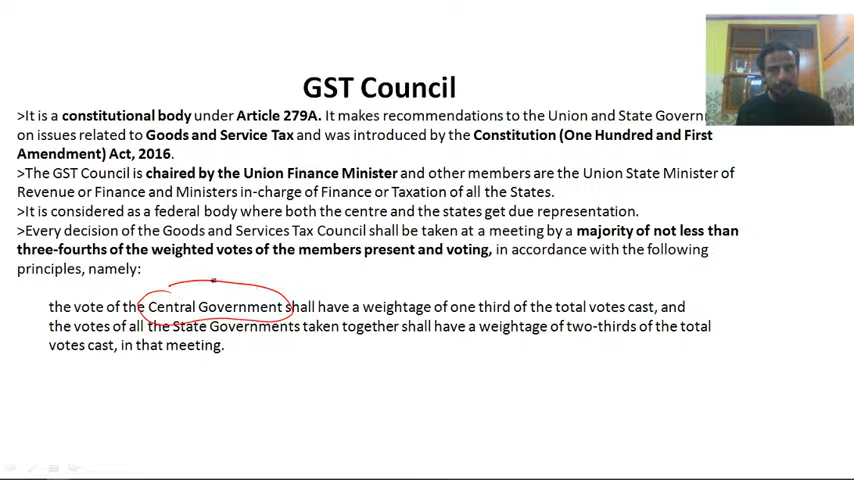 GST Council
>It is a constitutional body under Article 279A. It makes recommendations to the Union and State
on issues related to Goods and Service Tax and was introduced by the Constitution (One Hundred and First
Amendment) Act, 2016.
>The GST Council is chaired by the Union Finance Minister and other members are the Union State Minister of
Revenue or Finance and Ministers in-charge of Finance or Taxation of all the States.
>It is considered as a federal body where both the centre and the states get due representation.
>Every decision of the Goods and Services Tax Council shall be taken at a meeting by a majority of not less than
three-fourths of the weighted votes of the members present and voting, in accordance with the following
principles, namely:
the vote of the Central Government shall have a weightage of one third of the total votes cast, and
the votes of all the State Governments taken together shall have a weightage of two-thirds of the total
votes cast, in that meeting.